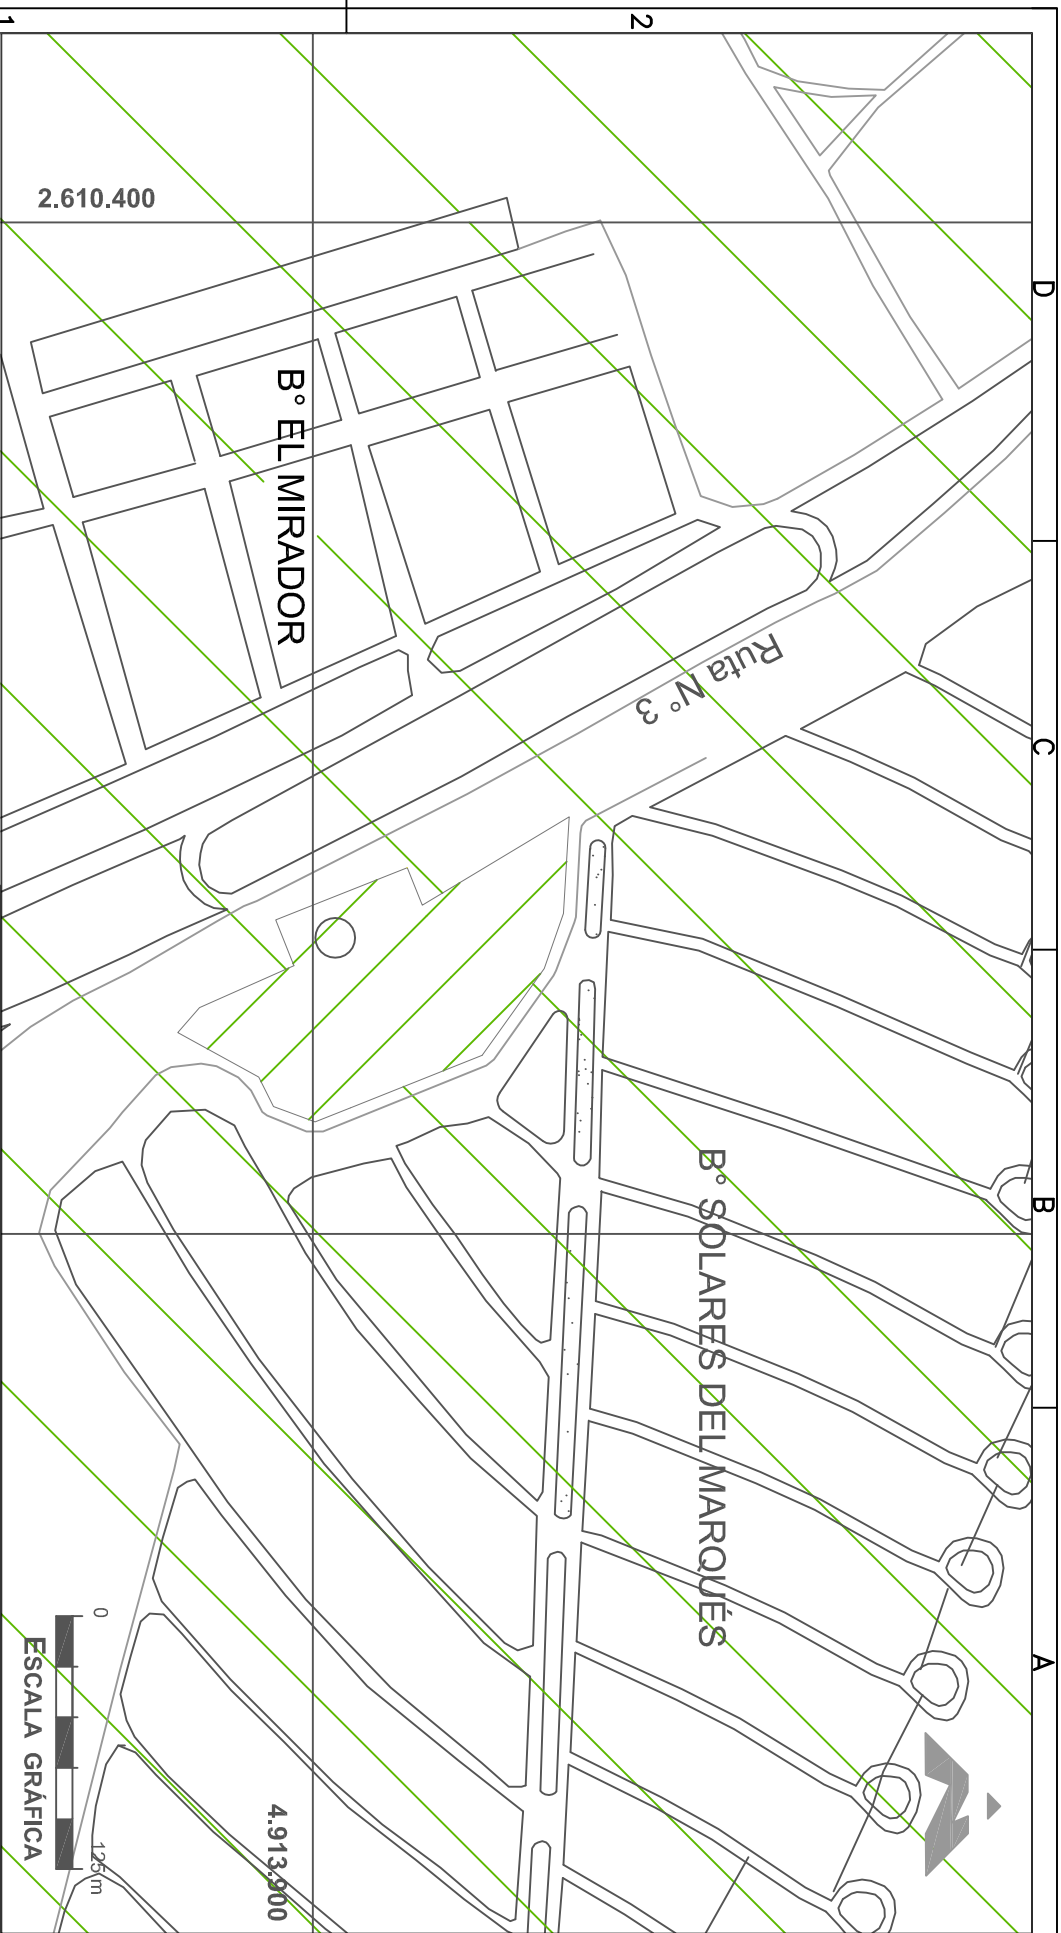 1
2
D
C
B
A
2.610.400
B° EL MIRADOR
Ruta N° 3
B° SOLARES DEL MARQUÉS
4.913.900
0
125 m
ESCALA GRÁFICA